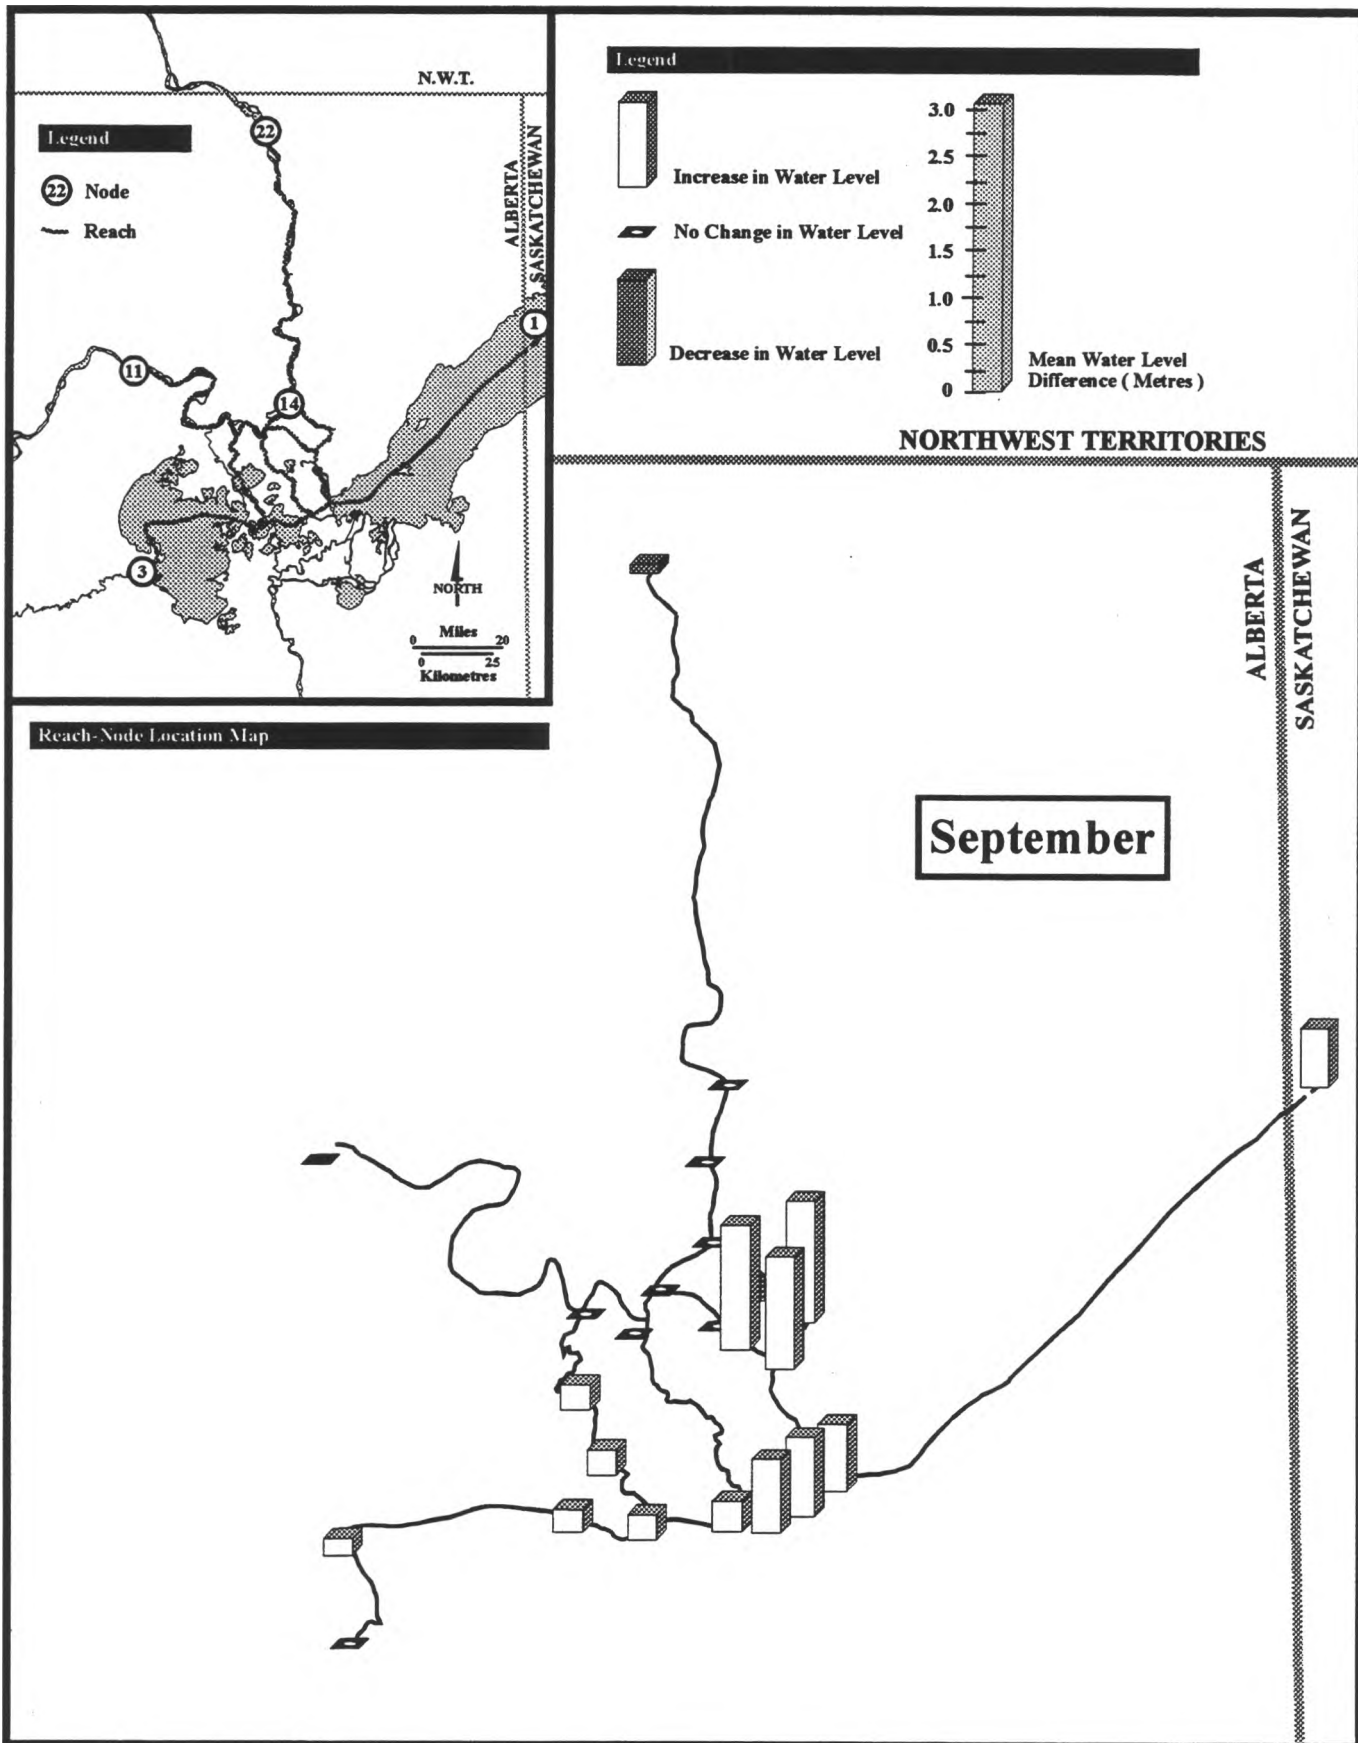 N.W.T.
Legend
22
22 Node
Reach
ALBERTA
SASKATCHEWAN
1
11
14
3
NORTH
Miles
0 20
0 25
Kilometres
Reach-Node Location Map
Legend
Increase in Water Level
No Change in Water Level
Decrease in Water Level
3.0
2.5
2.0
1.5
1.0
0.5
0
Mean Water Level
Difference ( Metres )
NORTHWEST TERRITORIES
ALBERTA
SASKATCHEWAN
September